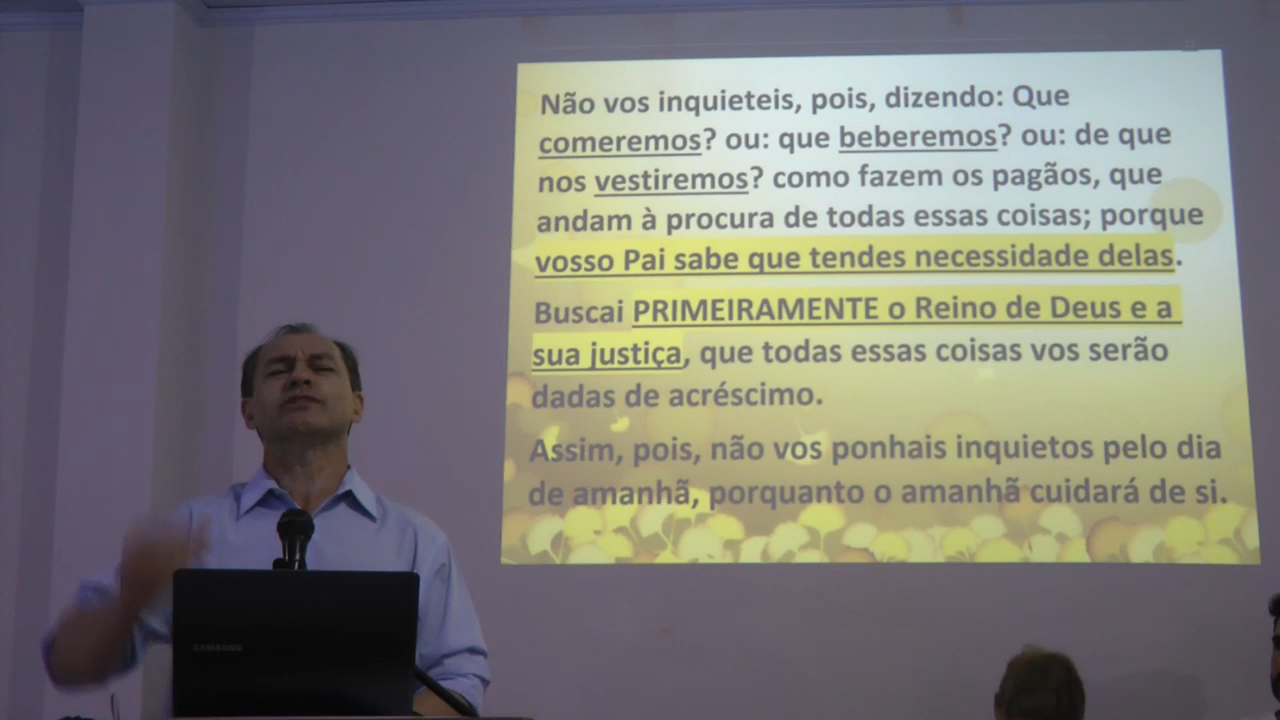 Não vos inquieteis, pois, dizendo: Que
comeremos? ou: que beberemos? ou: de que
nos vestiremos? como fazem os pagãos, que
andam à procura de todas essas coisas; porque
vosso Pai sabe que tendes necessidade delas.
Buscai PRIMEIRAMENTE o Reino de Deus e a
sua justiça, que todas essas coisas vos serão
dadas de acréscimo.
Assim, pois, não vos ponhais inquietos pelo dia
de amanhã, porquanto o amanhã cuidará de si.
SAMSUNG